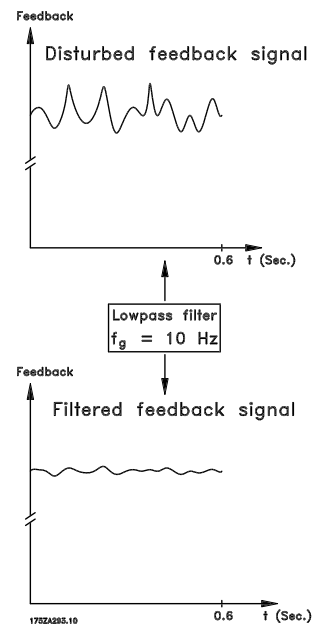 Feedback
Disturbed feedback signal
0.6 t (Sec.)
Lowpass filter
fg = 10 Hz
Feedback
Filtered feedback signal
0.6 t (Sec.)
175ZA293.10